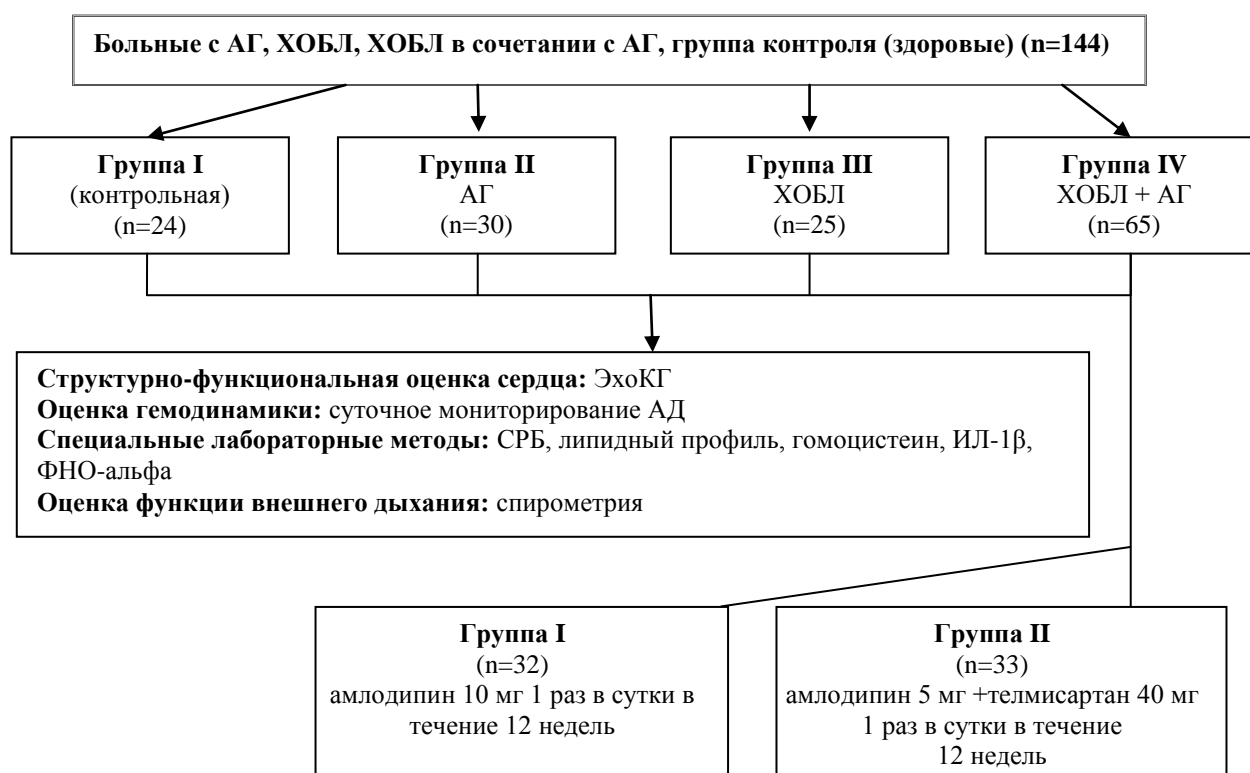 Больные с АГ, ХОБЛ, ХОБЛ в сочетании с АГ, группа контроля (здоровые) (n=144)
Группа I
(контрольная)
(n=24)
Группа II
АГ
(n=30)
Группа III
ХОБЛ
(n=25)
Группа IV
ХОБЛ + АГ
(n=65)
Структурно-функциональная оценка сердца: ЭхоКГ
Оценка гемодинамики: суточное мониторирование АД
Специальные лабораторные методы: СРБ, липидный профиль, гомоцистеин, ИЛ-1β,
ФНО-альфа
Оценка функции внешнего дыхания: спирометрия
Группа I
(n=32)
амлодипин 10 мг 1 раз в сутки в
течение 12 недель
Группа II
(n=33)
амлодипин 5 мг +телмисартан 40 мг
1 раз в сутки в течение
12 недель